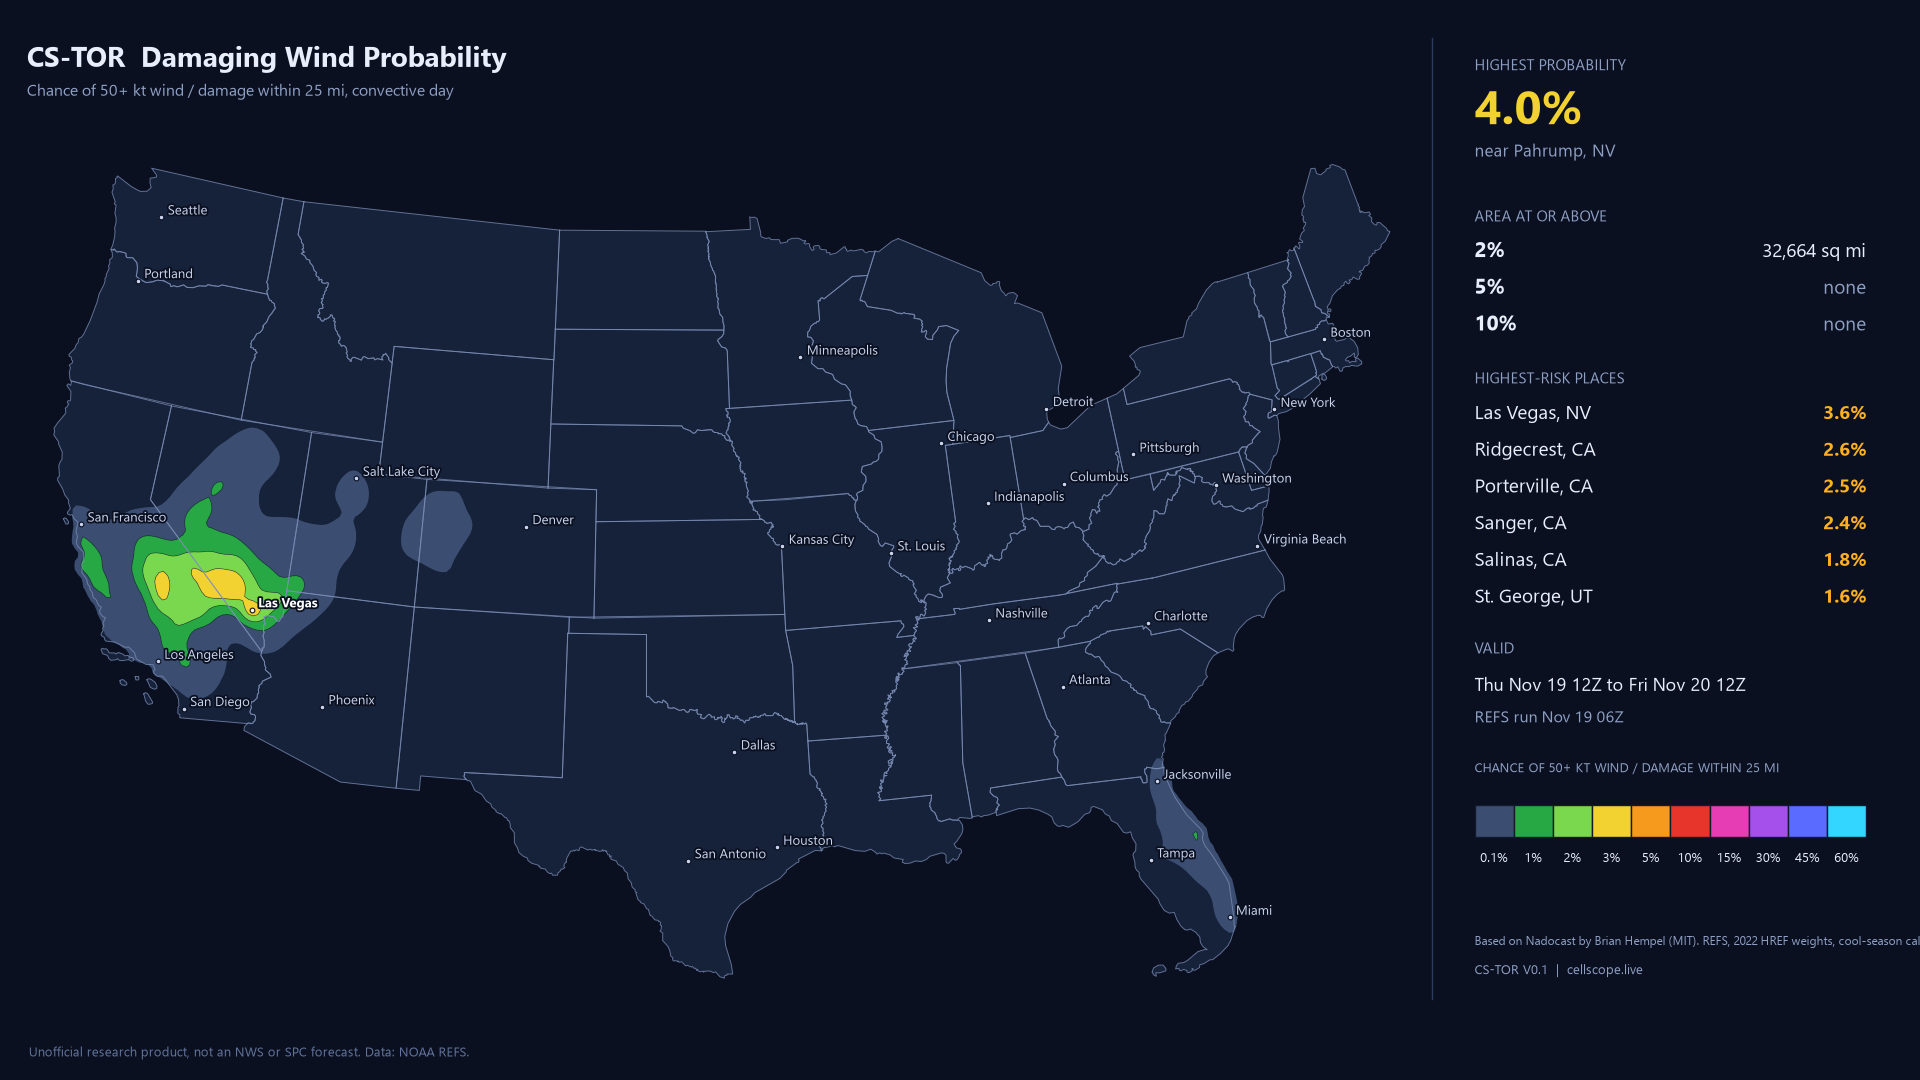 CS-TOR  Damaging Wind Probability
Chance of 50+ kt wind / damage within 25 mi, convective day
Seattle
Portland
Minneapolis
Boston
Detroit
New York
Chicago
Pittsburgh
Salt Lake City
Columbus
Washington
Indianapolis
San Francisco
Denver
Kansas City
St. Louis
Virginia Beach
Las Vegas
Nashville
Charlotte
Los Angeles
Atlanta
San Diego
Phoenix
Dallas
Jacksonville
Houston
San Antonio
Tampa
Miami
HIGHEST PROBABILITY
4.0%
near Pahrump, NV
AREA AT OR ABOVE
2% 32,664 sq mi
5% none
10% none
HIGHEST-RISK PLACES
Las Vegas, NV 3.6%
Ridgecrest, CA 2.6%
Porterville, CA 2.5%
Sanger, CA 2.4%
Salinas, CA 1.8%
St. George, UT 1.6%
VALID
Thu Nov 19 12Z to Fri Nov 20 12Z
REFS run Nov 19 06Z
CHANCE OF 50+ KT WIND / DAMAGE WITHIN 25 MI
0.1% 1% 2% 3% 5% 10% 15% 30% 45% 60%
Based on Nadocast by Brian Hempel (MIT). REFS, 2022 HREF weights, cool-season cal
CS-TOR V0.1 | cellscope.live
Unofficial research product, not an NWS or SPC forecast. Data: NOAA REFS.